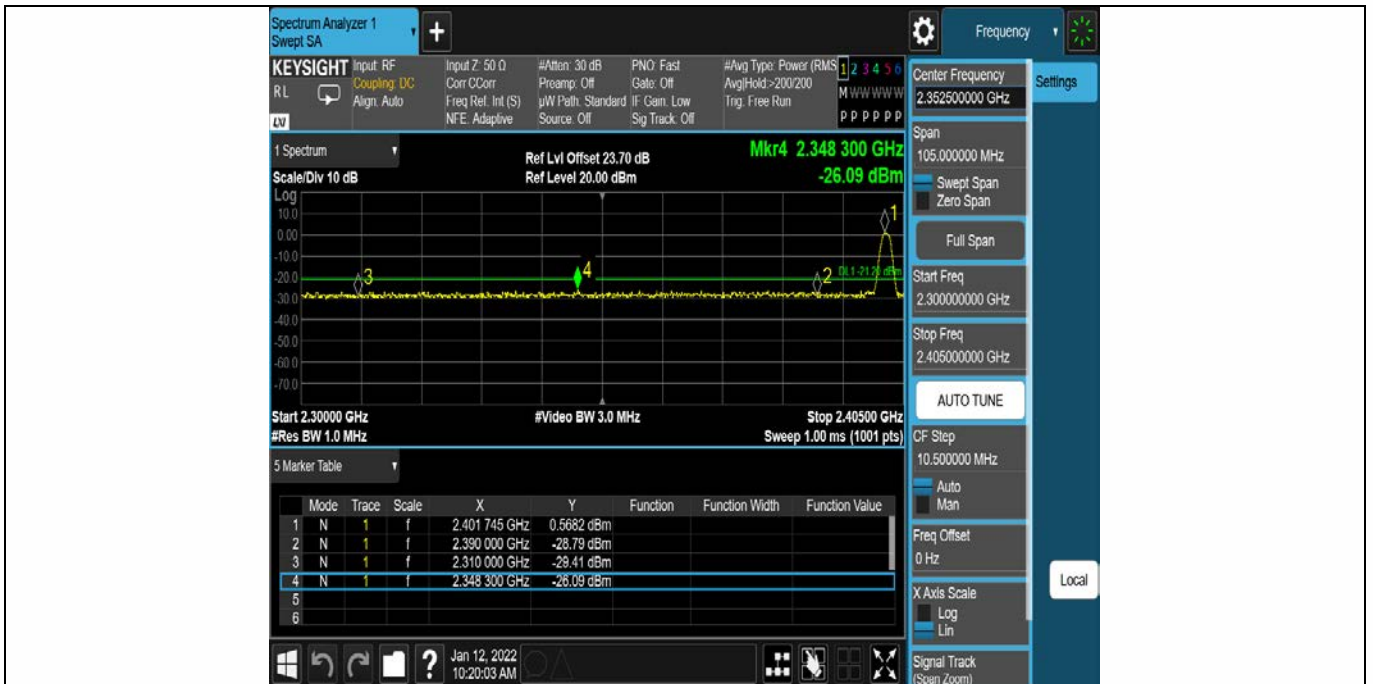 Spectrum Analyzer 1
Swept SA
+
Frequency
KEYSIGHT
RL
LV
Input: RF
Coupling: DC
Align: Auto
Input Z: 50 Ω
Corr CCorr
Freq Ref: Int (S)
NFE: Adaptive
#Atten: 30 dB
Preamp: Off
µW Path: Standard
Source: Off
PNO: Fast
Gate: Off
IF Gain: Low
Sig Track: Off
#Avg Type: Power (RMS
Avg|Hold:>200/200
Trig: Free Run
1 2 3 4 5 6
M W W W W W
P P P P P P
1 Spectrum
Scale/Div 10 dB
Ref Lvl Offset 23.70 dB
Ref Level 20.00 dBm
Mkr4 2.348 300 GHz
-26.09 dBm
Log
10.0
0.00
-10.0
-20.0
-30.0
-40.0
-50.0
-60.0
-70.0
1
3
4
2
DL1 -21.20 dBm
Start 2.30000 GHz
#Video BW 3.0 MHz
Stop 2.40500 GHz
#Res BW 1.0 MHz
Sweep 1.00 ms (1001 pts)
5 Marker Table
Mode Trace Scale X Y Function Function Width Function Value
1 N 1 f 2.401 745 GHz 0.5682 dBm
2 N 1 f 2.390 000 GHz -28.79 dBm
3 N 1 f 2.310 000 GHz -29.41 dBm
4 N 1 f 2.348 300 GHz -26.09 dBm
5
6
?
Jan 12, 2022
10:20:03 AM
Center Frequency
2.352500000 GHz
Span
105.000000 MHz
Swept Span
Zero Span
Full Span
Start Freq
2.300000000 GHz
Stop Freq
2.405000000 GHz
AUTO TUNE
CF Step
10.500000 MHz
Auto
Man
Freq Offset
0 Hz
X Axis Scale
Log
Lin
Signal Track
(Span Zoom)
Settings
Local